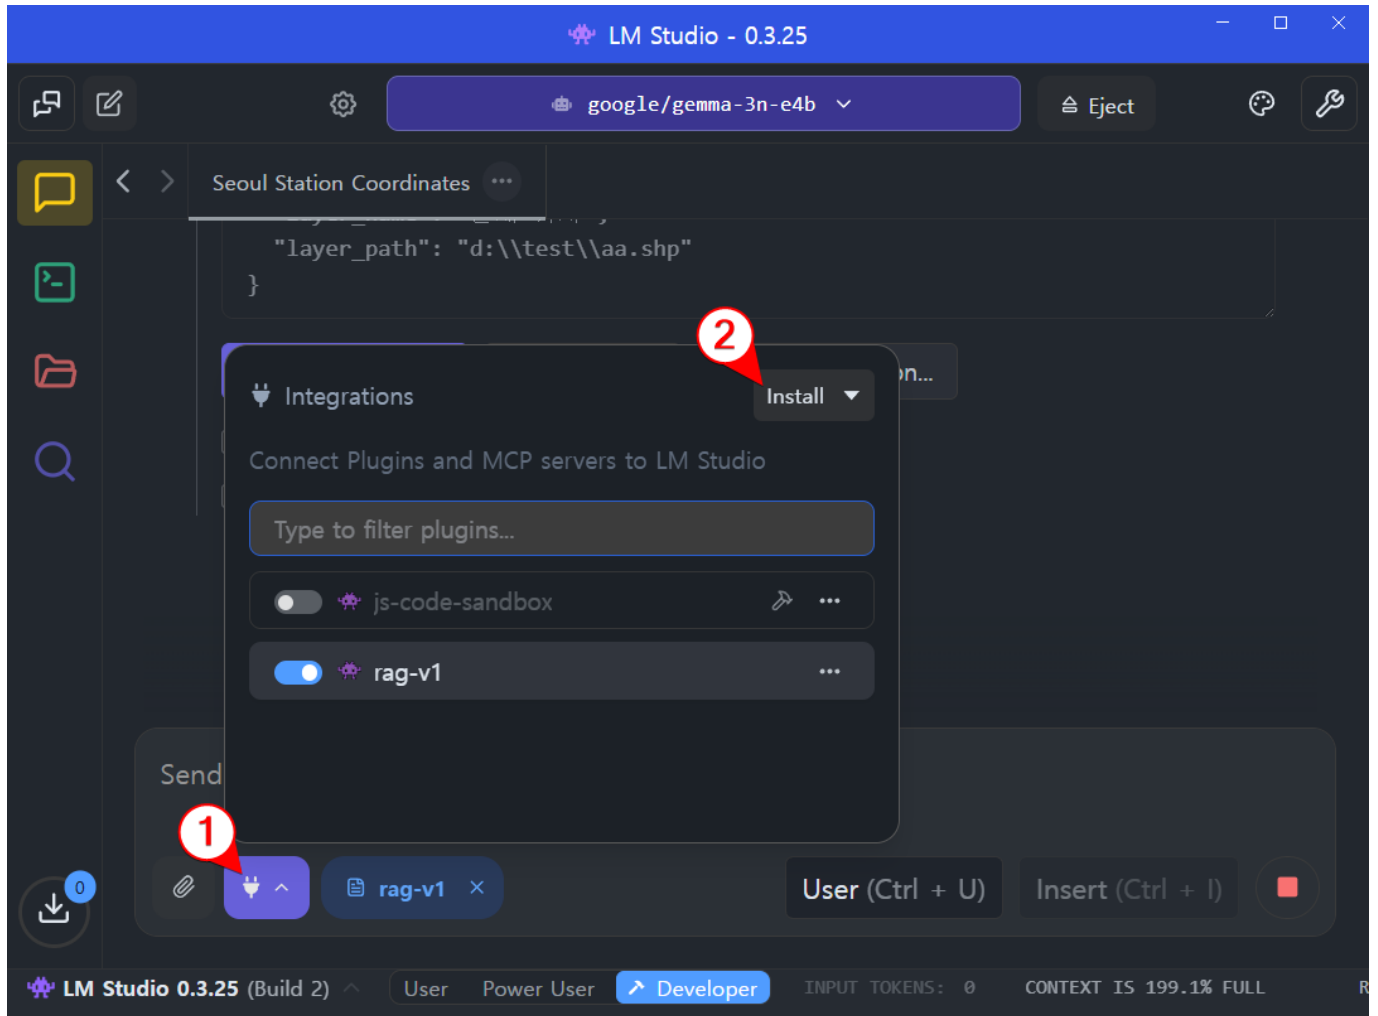 LM Studio - 0.3.25
google/gemma-3n-e4b
Eject
Seoul Station Coordinates
"layer_path": "d:\\test\\aa.shp"
}
2
on...
Integrations
Install
Connect Plugins and MCP servers to LM Studio
Type to filter plugins...
js-code-sandbox
rag-v1
Send
1
0
rag-v1
User (Ctrl + U)
Insert (Ctrl + I)
LM Studio 0.3.25 (Build 2)
User
Power User
Developer
INPUT TOKENS: 0
CONTEXT IS 199.1% FULL
R